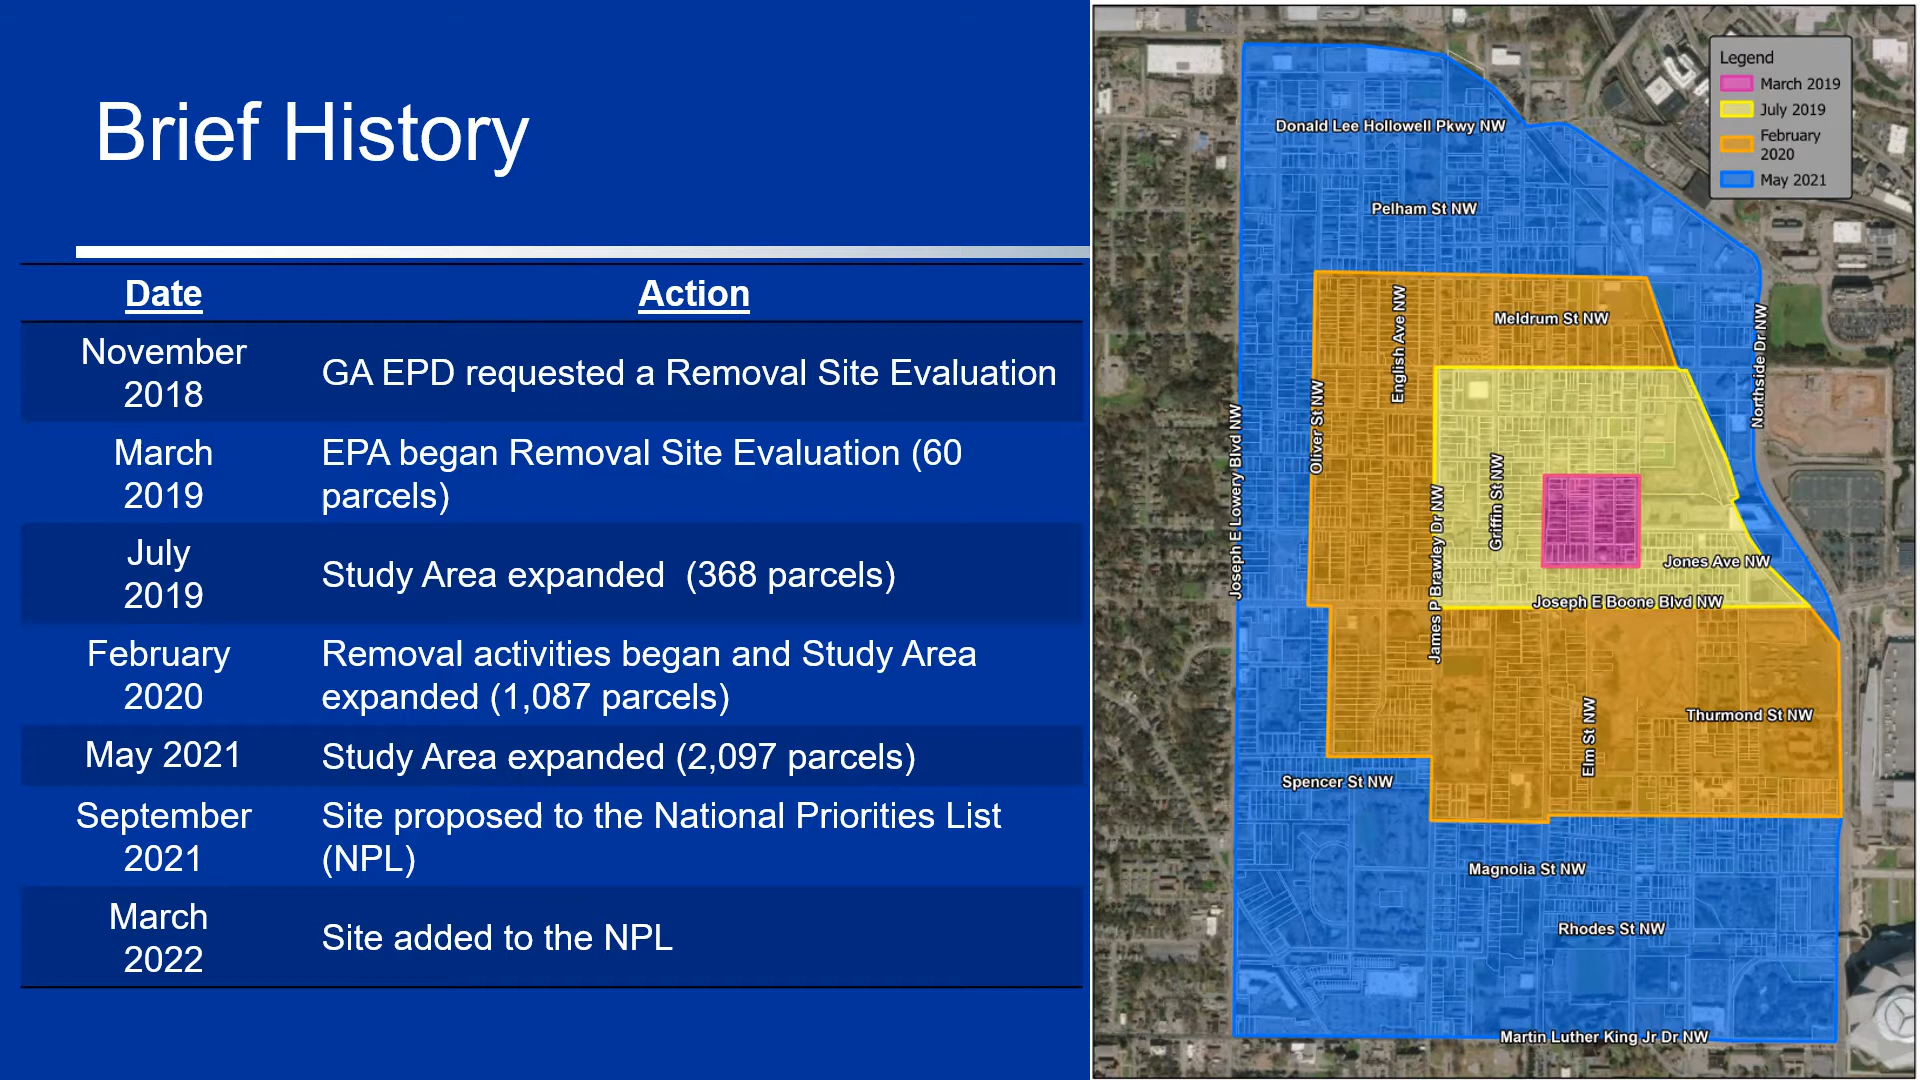 Brief History
Date Action
November
2018
GA EPD requested a Removal Site Evaluation
March
2019
EPA began Removal Site Evaluation (60
parcels)
July
2019
Study Area expanded  (368 parcels)
February
2020
Removal activities began and Study Area
expanded (1,087 parcels)
May 2021
Study Area expanded (2,097 parcels)
September
2021
Site proposed to the National Priorities List
(NPL)
March
2022
Site added to the NPL
Legend
March 2019
July 2019
February
2020
May 2021
Donald Lee Hollowell Pkwy NW
Pelham St NW
Meldrum St NW
English Ave NW
Northside Dr NW
Oliver St NW
Joseph E Lowery Blvd NW
Griffin St NW
James P Brawley Dr NW
Jones Ave NW
Joseph E Boone Blvd NW
Thurmond St NW
Elm St NW
Spencer St NW
Magnolia St NW
Rhodes St NW
Martin Luther King Jr Dr NW